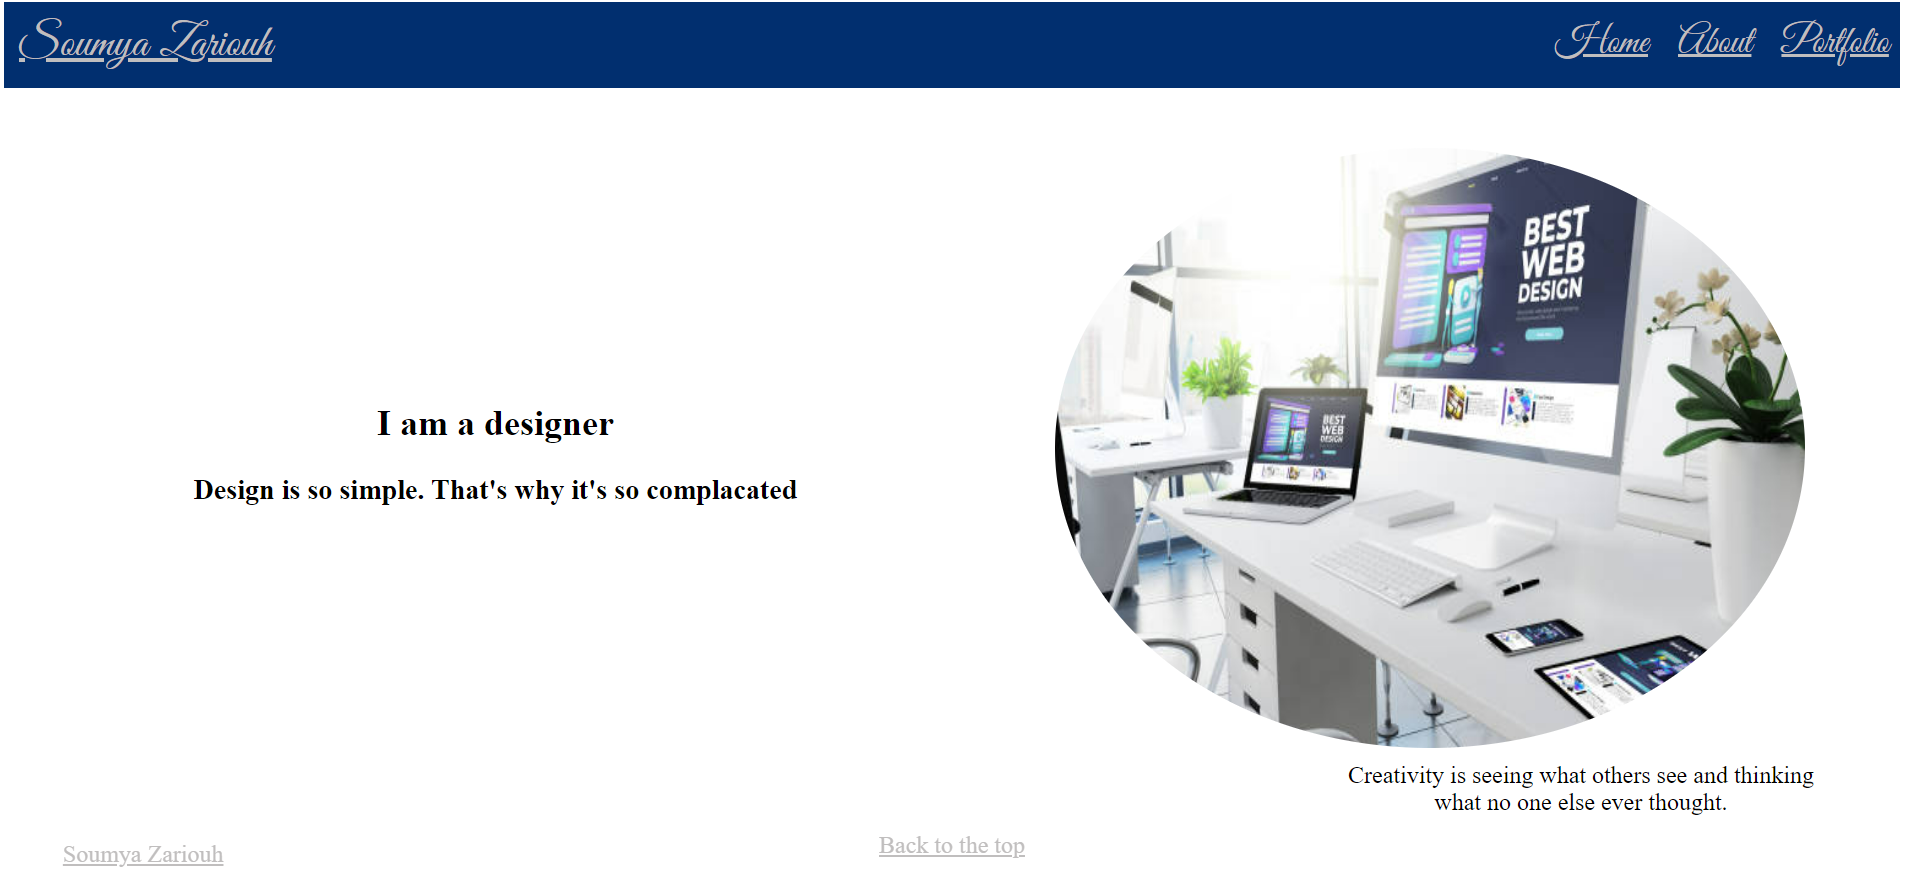 Soumya Zariouh
Home About Portfolio
I am a designer
Design is so simple. That's why it's so complacated
BEST
WEB
DESIGN
BEST
WEB
DESIGN
Creativity is seeing what others see and thinking
what no one else ever thought.
Soumya Zariouh
Back to the top